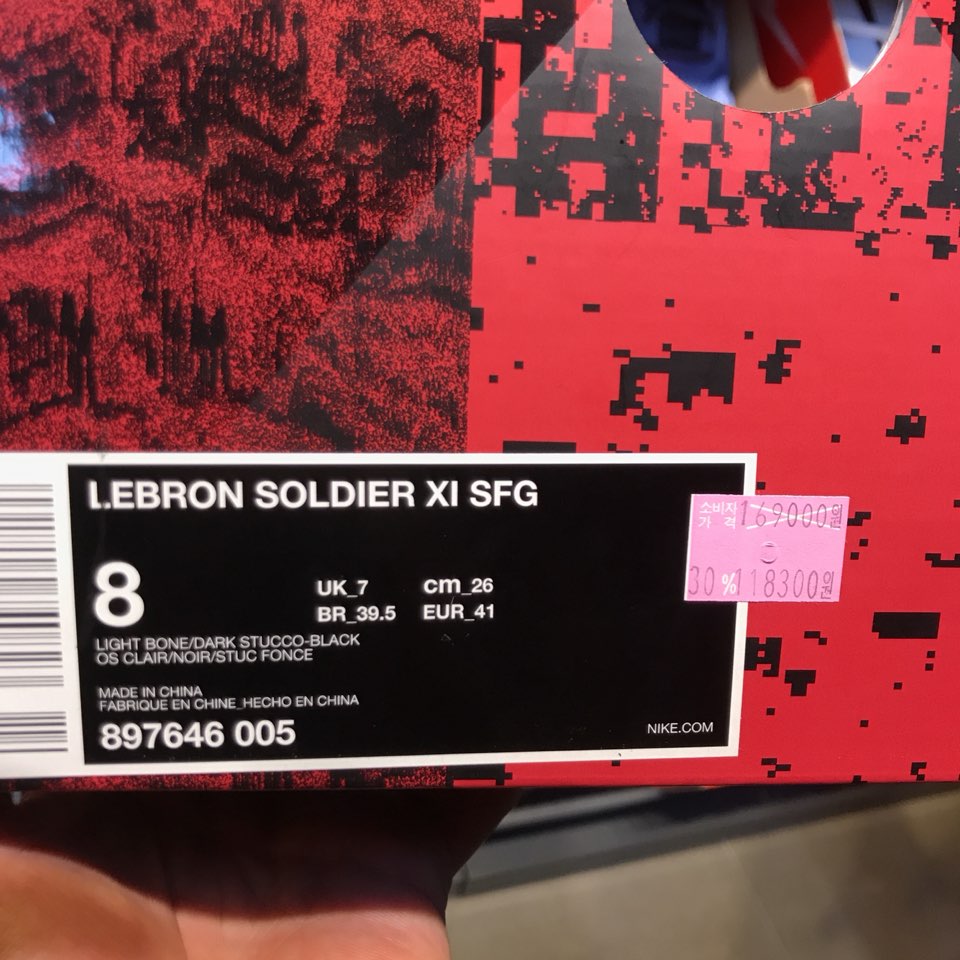 LEBRON SOLDIER XI SFG
8
UK_7 cm_26
BR_39.5 EUR_41
LIGHT BONE/DARK STUCCO-BLACK
OS CLAIR/NOIR/STUC FONCE
MADE IN CHINA
FABRIQUE EN CHINE_HECHO EN CHINA
897646 005
NIKE.COM
소비자 169000원
가 격
30 % 118300원